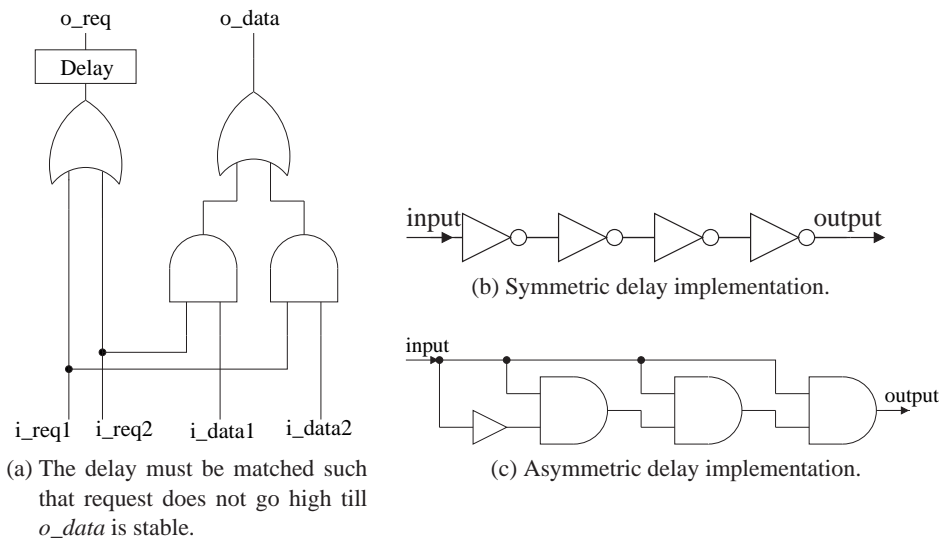 o_req
o_data
Delay
i_req1
i_req2
i_data1
i_data2
(a) The delay must be matched such
that request does not go high till
o_data is stable.
input
output
(b) Symmetric delay implementation.
input
output
(c) Asymmetric delay implementation.